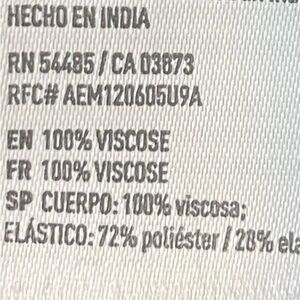 HECHO EN INDIA
RN 54485 / CA 03873
RFC# AEM120605U9A
EN 100% VISCOSE
FR 100% VISCOSE
SP CUERPO: 100% viscosa;
ELÁSTICO: 72% poliéster / 28% ela